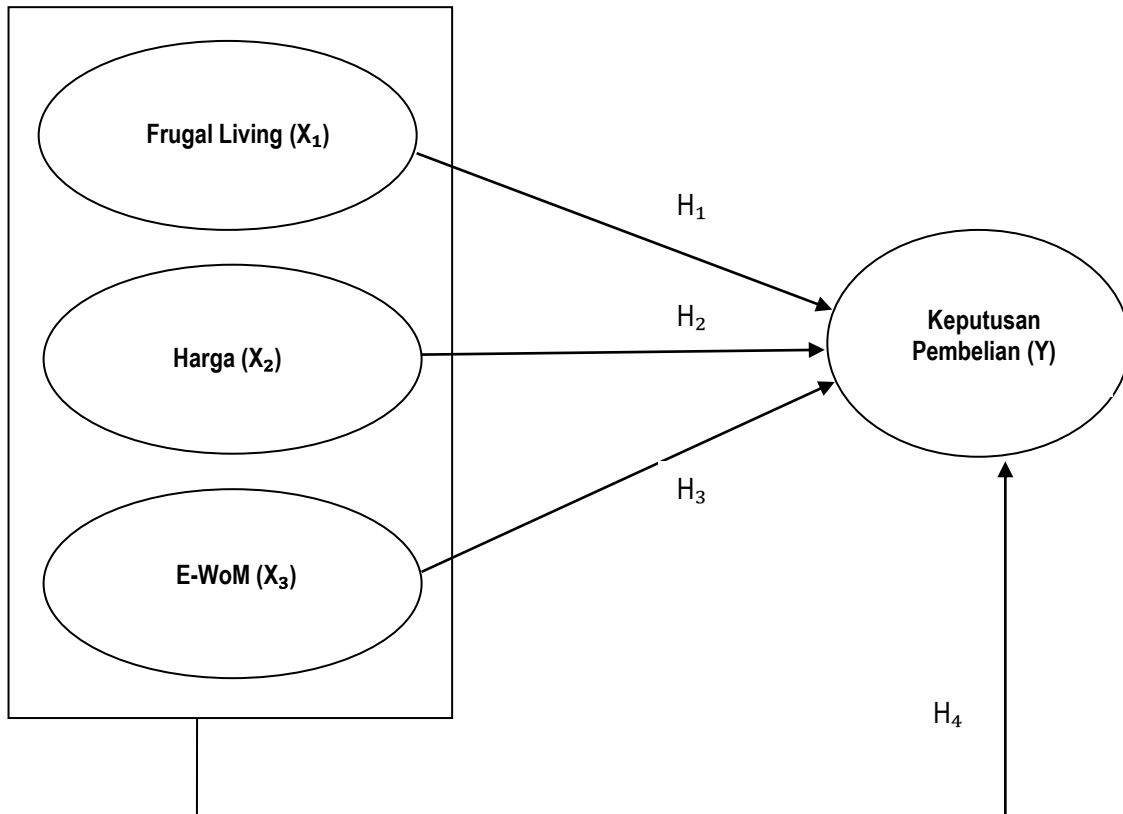 Frugal Living (X₁)
H₁
Harga (X₂)
H₂
Keputusan
Pembelian (Y)
E-WoM (X₃)
H₃
H₄